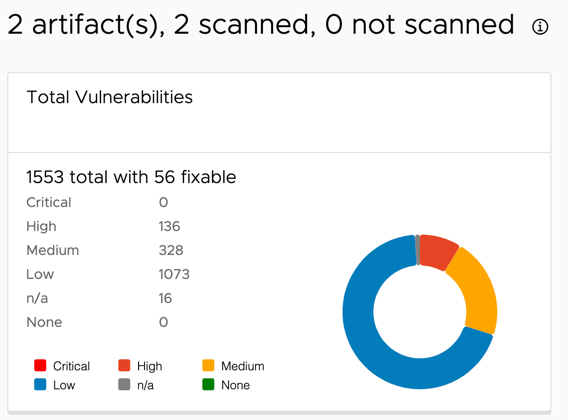 2 artifact(s), 2 scanned, 0 not scanned
Total Vulnerabilities
1553 total with 56 fixable
Critical 0
High 136
Medium 328
Low 1073
n/a 16
None 0
Critical High Medium
Low n/a None